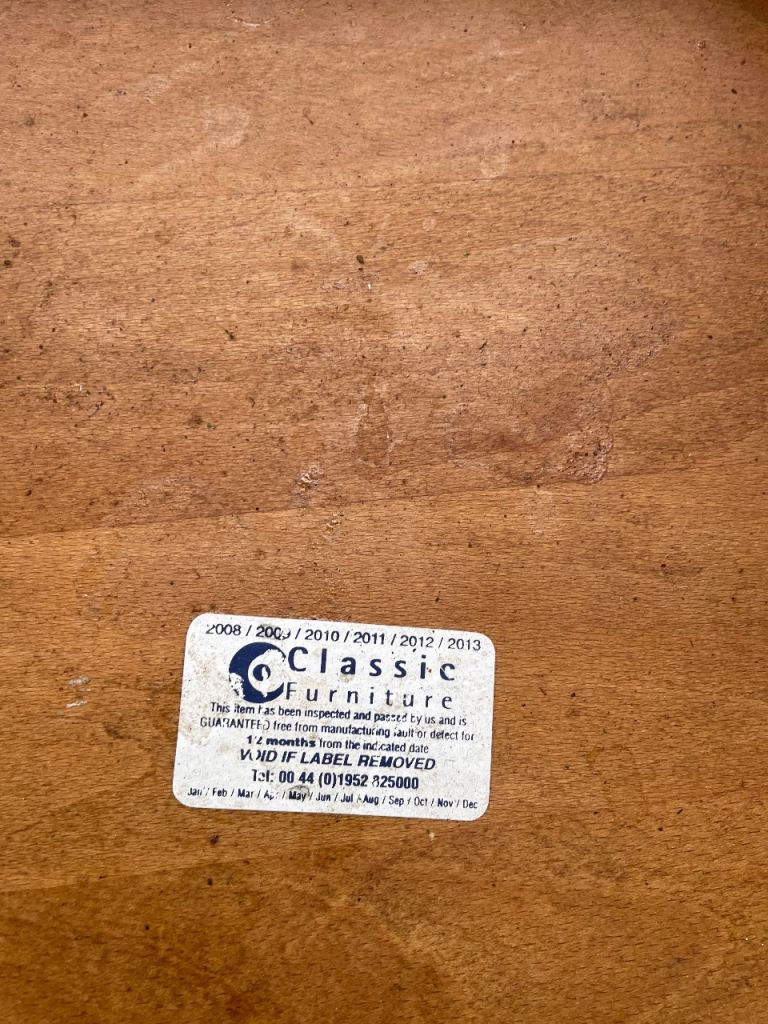 2008 / 2009 / 2010 / 2011 / 2012 / 2013
Classic
Furniture
This item has been inspected and passed by us and is
GUARANTEED free from manufacturing fault or defect for
12 months from the indicated date
VOID IF LABEL REMOVED
Tel: 00 44 (0)1952 825000
Jan / Feb / Mar / Apr / May / Jun / Jul / Aug / Sep / Oct / Nov / Dec